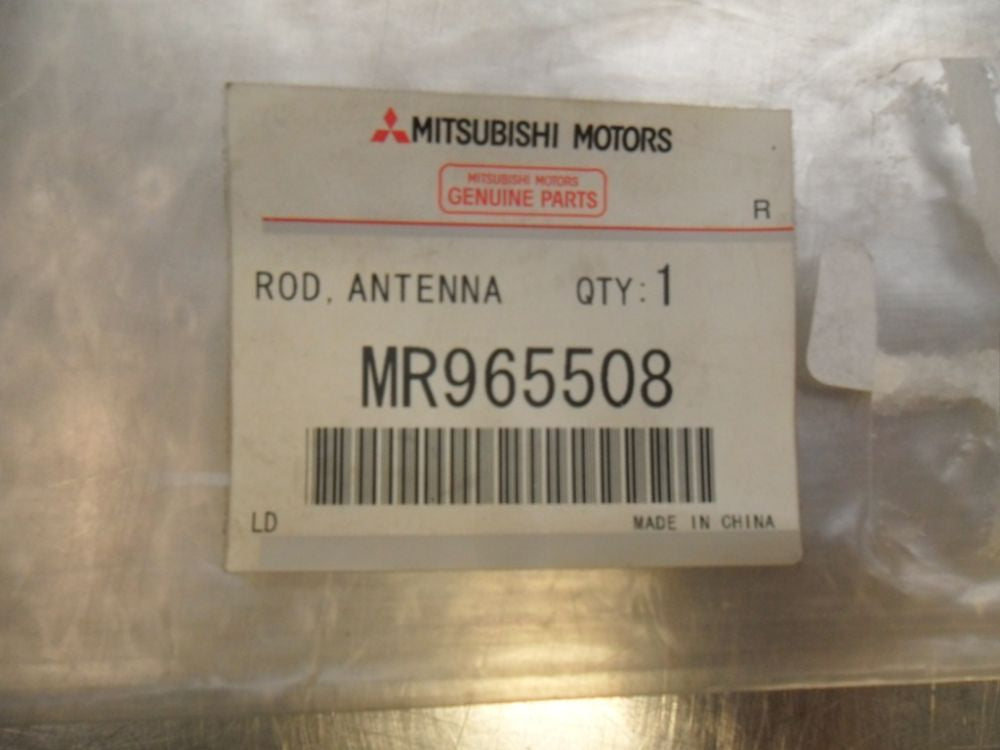 MITSUBISHI MOTORS
MITSUBISHI MOTORS
GENUINE PARTS
R
ROD, ANTENNA QTY:1
MR965508
LD MADE IN CHINA